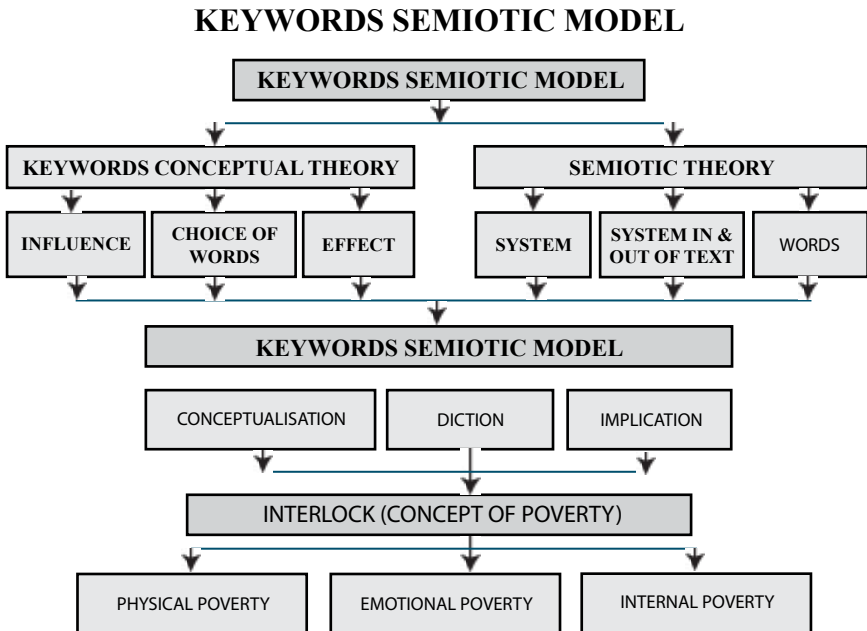 KEYWORDS SEMIOTIC MODEL
KEYWORDS SEMIOTIC MODEL
KEYWORDS CONCEPTUAL THEORY
SEMIOTIC THEORY
INFLUENCE
CHOICE OF
WORDS
EFFECT
SYSTEM
SYSTEM IN &
OUT OF TEXT
WORDS
KEYWORDS SEMIOTIC MODEL
CONCEPTUALISATION
DICTION
IMPLICATION
INTERLOCK (CONCEPT OF POVERTY)
PHYSICAL POVERTY
EMOTIONAL POVERTY
INTERNAL POVERTY